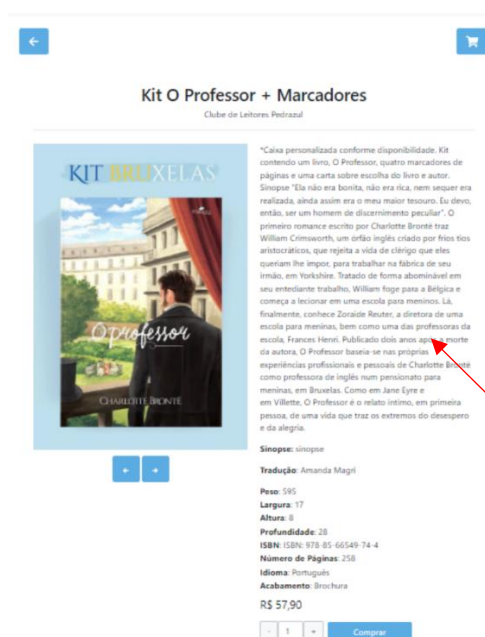 Kit O Professor + Marcadores
Clube de Leitores Pedrazul
KIT BRUXELAS
O professor
CHARLOTTE BRONTË
*Caixa personalizada conforme disponibilidade. Kit
contendo um livro, O Professor, quatro marcadores de
páginas e uma carta sobre escolha do livro e autor.
Sinopse "Ela não era bonita, não era rica, nem sequer era
realizada, ainda assim era o meu maior tesouro. Eu devo,
então, ser um homem de discernimento peculiar". O
primeiro romance escrito por Charlotte Brontë traz
William Crimsworth, um órfão inglês criado por frios tios
aristocráticos, que rejeita a vida de clérigo que eles
queriam lhe impor, para trabalhar na fábrica de seu
irmão, em Yorkshire. Tratado de forma abominável em
seu entediante trabalho, William foge para a Bélgica e
começa a lecionar em uma escola para meninos. Lá,
finalmente, conhece Zoraide Reuter, a diretora de uma
escola para meninas, bem como uma das professoras da
escola, Frances Henri. Publicado dois anos após a morte
da autora, O Professor baseia-se nas próprias
experiências profissionais e pessoais de Charlotte Brontë
como professora de inglês num pensionato para
meninas, em Bruxelas. Como em Jane Eyre e
em Villette, O Professor é o relato íntimo, em primeira
pessoa, de uma vida que traz os extremos do desespero
e da alegria.
Sinopse: sinopse
Tradução: Amanda Magri
Peso: 595
Largura: 17
Altura: 8
Profundidade: 28
ISBN: ISBN: 978-85-66549-74-4
Número de Páginas: 258
Idioma: Português
Acabamento: Brochura
R$ 57,90
- 1 + Comprar